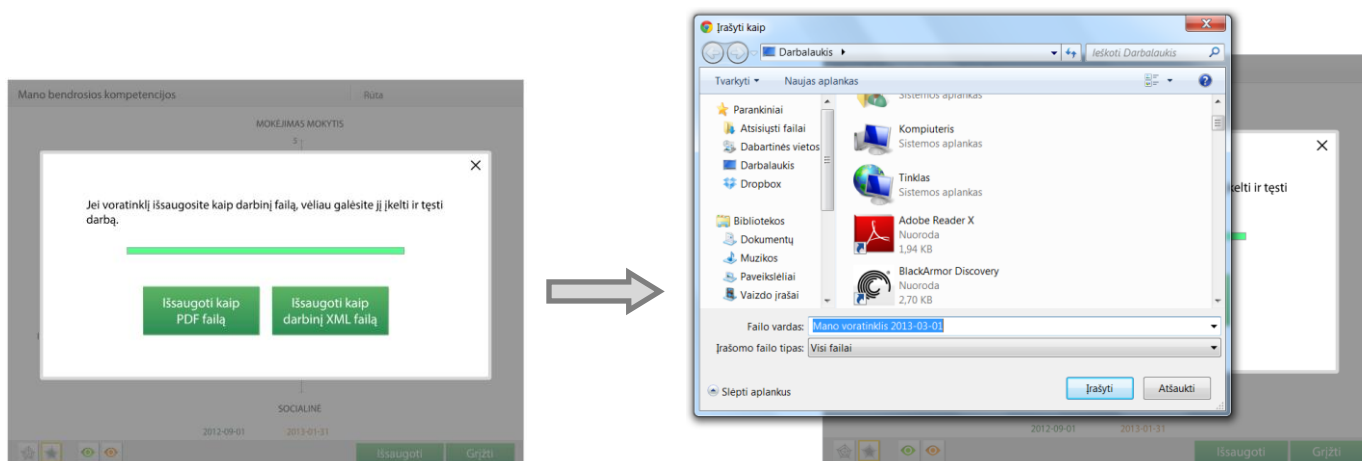 Mano bendrosios kompetencijos
Rūta
MOKĖJIMAS MOKYTIS
5
Jei voratinklį išsaugosite kaip darbinį failą, vėliau galėsite jį įkelti ir tęsti
darbą.
Išsaugoti kaip
PDF failą
Išsaugoti kaip
darbinį XML failą
SOCIALINĖ
2012-09-01
2013-01-31
Išsaugoti
Grįžti
Įrašyti kaip
Darbalaukis
Ieškoti Darbalaukis
Tvarkyti
Naujas aplankas
Parankiniai
Atsisiųsti failai
Dabartinės vietos
Darbalaukis
Dropbox
Bibliotekos
Dokumentų
Muzikos
Paveikslėliai
Vaizdo įrašai
Sistemos aplankas
Kompiuteris
Sistemos aplankas
Tinklas
Sistemos aplankas
Adobe Reader X
Nuoroda
1,94 KB
BlackArmor Discovery
Nuoroda
2,70 KB
Failo vardas: Mano voratinklis 2013-03-01
Įrašomo failo tipas: Visi failai
Slėpti aplankus
Įrašyti
Atšaukti
įkelti ir tęsti
2012-09-01
2013-01-31
Išsaugoti
Grįžti